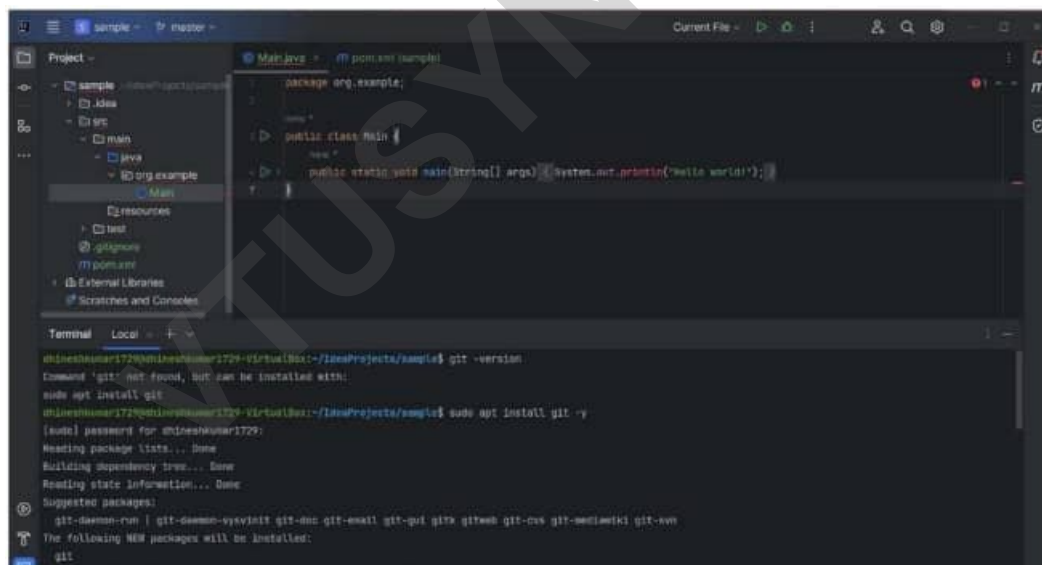 sample
master
Current File
Project
sample ~/IdeaProjects/sample
.idea
src
main
java
org.example
Main
resources
test
.gitignore
pom.xml
External Libraries
Scratches and Consoles
Main.java
pom.xml (sample)
package org.example;
new *
public class Main {
new *
public static void main(String[] args) { System.out.println("Hello world!"); }
}
1
Terminal
Local
dhineshkumar1729@dhineshkumar1729-VirtualBox:~/IdeaProjects/sample$ git -version
Command 'git' not found, but can be installed with:
sudo apt install git
dhineshkumar1729@dhineshkumar1729-VirtualBox:~/IdeaProjects/sample$ sudo apt install git -y
[sudo] password for dhineshkumar1729:
Reading package lists... Done
Building dependency tree... Done
Reading state information... Done
Suggested packages:
git-daemon-run | git-daemon-sysvinit git-doc git-email git-gui gitk gitweb git-cvs git-mediawiki git-svn
The following NEW packages will be installed:
git
VTUSYN